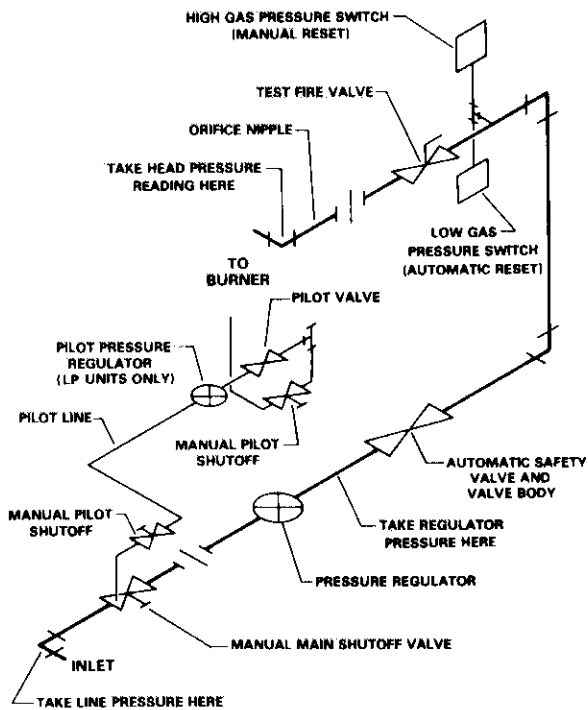 HIGH GAS PRESSURE SWITCH
(MANUAL RESET)
TEST FIRE VALVE
ORIFICE NIPPLE
TAKE HEAD PRESSURE
READING HERE
LOW GAS
PRESSURE SWITCH
(AUTOMATIC RESET)
TO
BURNER
PILOT VALVE
PILOT PRESSURE
REGULATOR
(LP UNITS ONLY)
PILOT LINE
MANUAL PILOT
SHUTOFF
AUTOMATIC SAFETY
VALVE AND
VALVE BODY
MANUAL PILOT
SHUTOFF
TAKE REGULATOR
PRESSURE HERE
PRESSURE REGULATOR
MANUAL MAIN SHUTOFF VALVE
INLET
TAKE LINE PRESSURE HERE